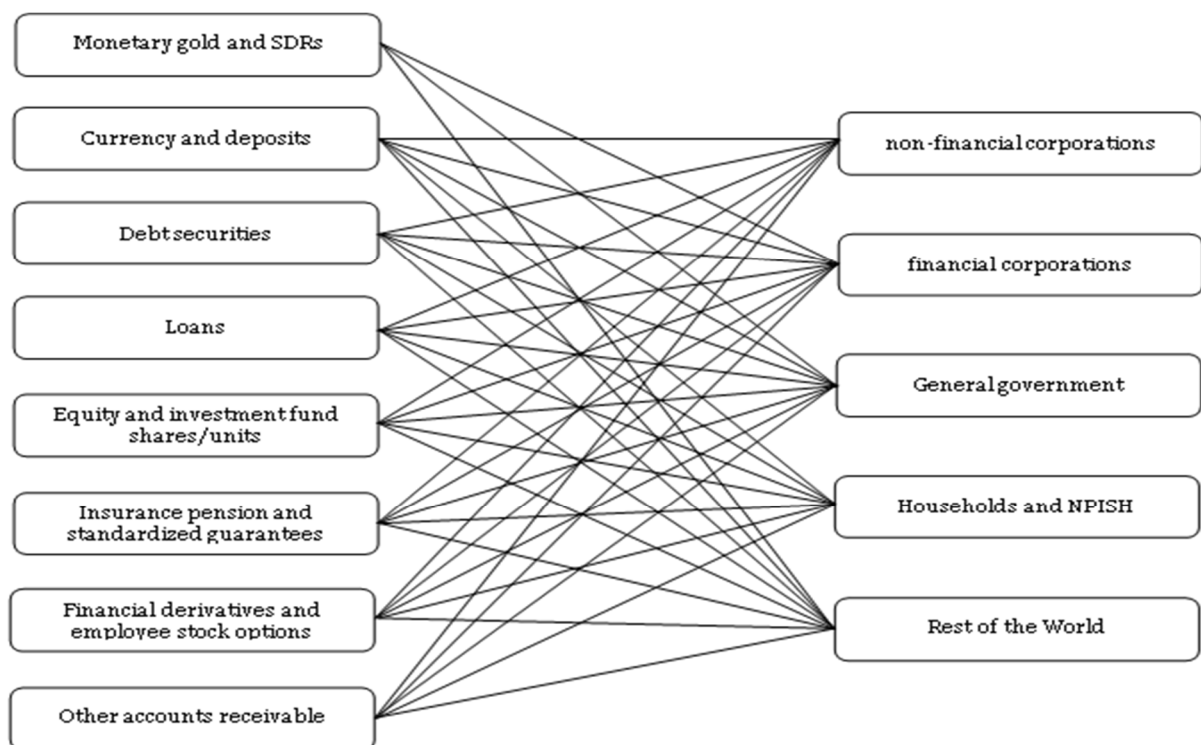 Monetary gold and SDRs
Currency and deposits
Debt securities
Loans
Equity and investment fund
shares/units
Insurance pension and
standardized guarantees
Financial derivatives and
employee stock options
Other accounts receivable
non-financial corporations
financial corporations
General government
Households and NPISH
Rest of the World